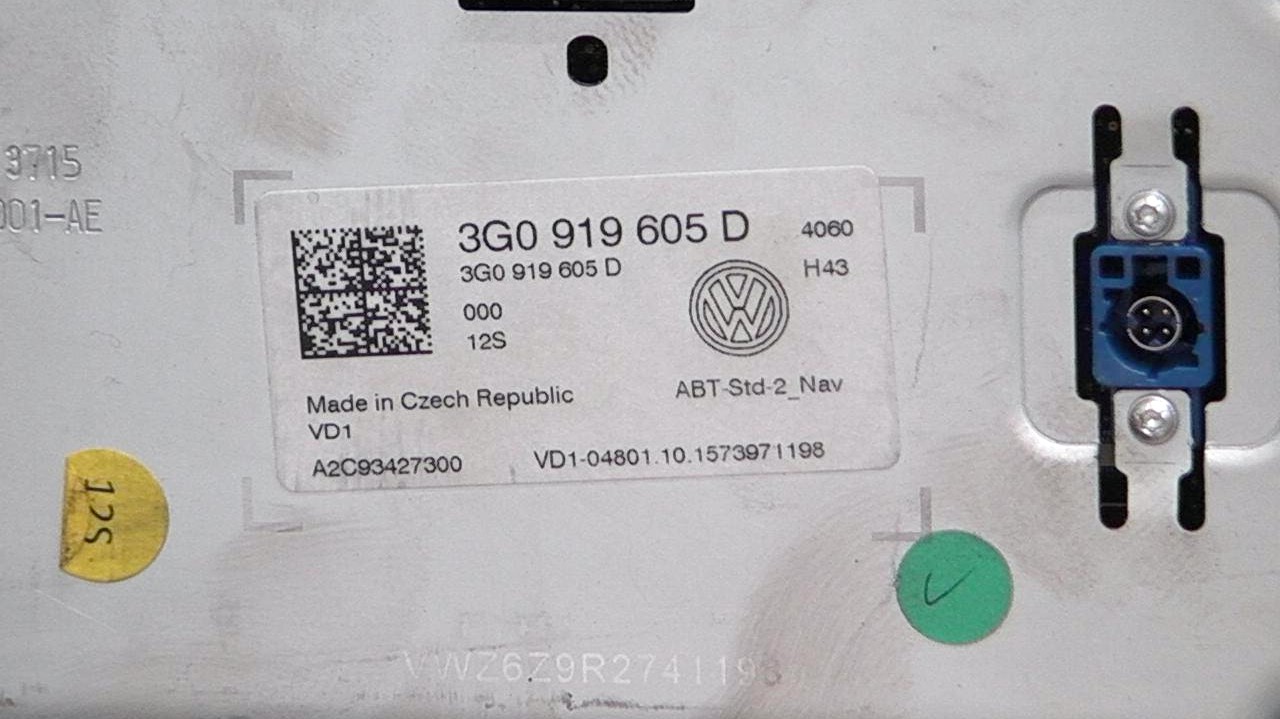 3715
001-AE
3G0 919 605 D
4060
3G0 919 605 D
H43
000
12S
Made in Czech Republic
ABT-Std-2_Nav
VD1
A2C93427300
VD1-04801.10.1573971198
12S
VWZ6Z9R2741198